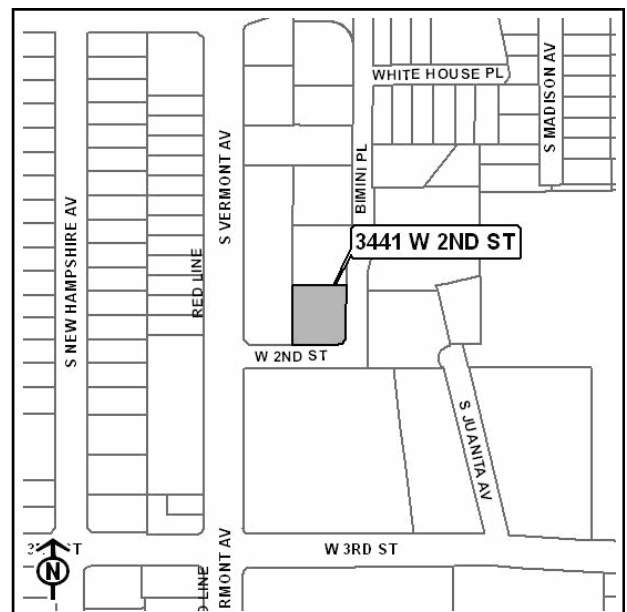 WHITE HOUSE PL
S MADISON AV
S VERMONT AV
BIMINI PL
S NEW HAMPSHIRE AV
3441 W 2ND ST
RED LINE
W 2ND ST
S JUANITA AV
ST
W 3RD ST
N